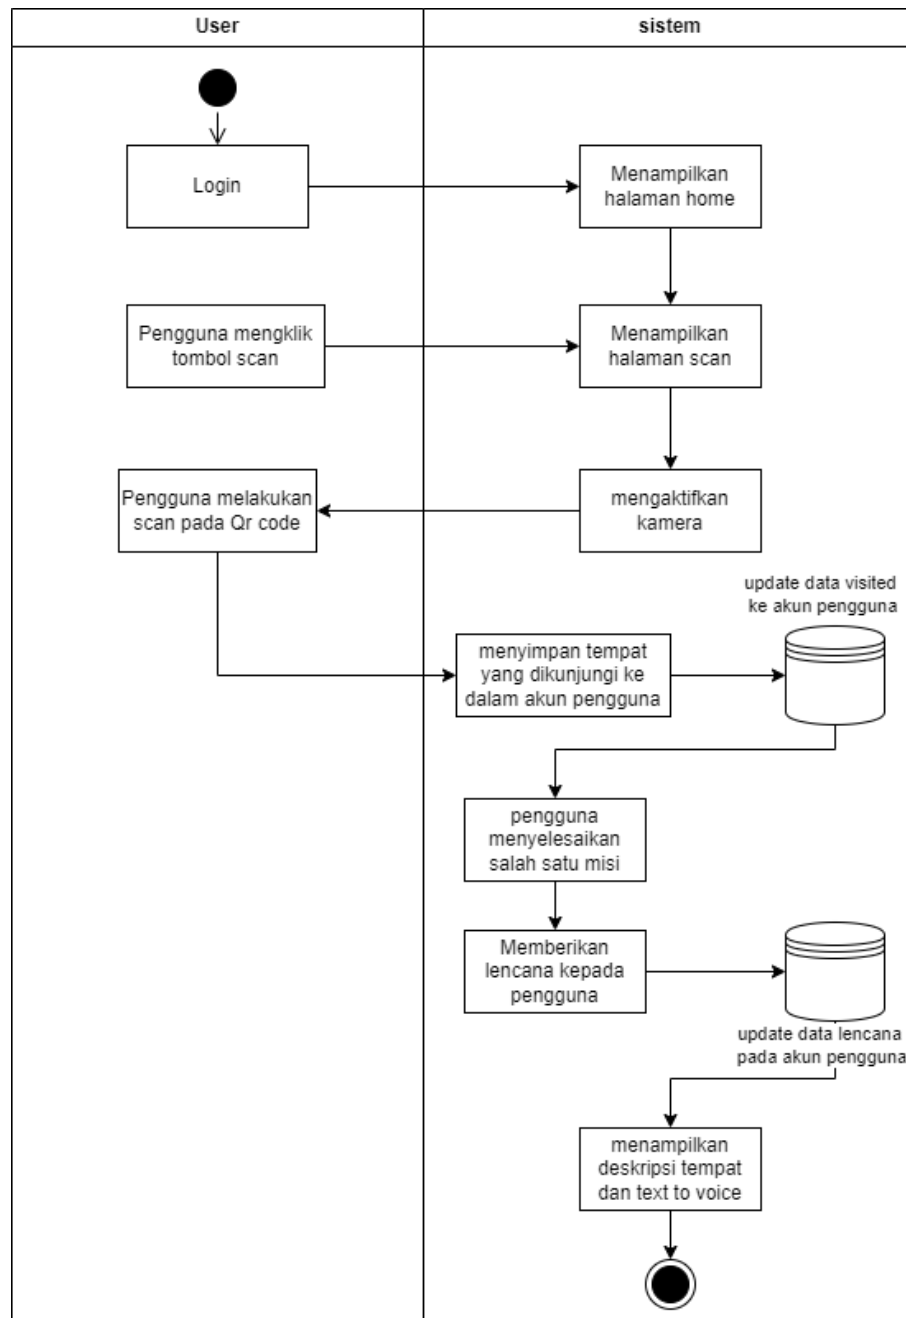 User
sistem
Login
Menampilkan
halaman home
Pengguna mengklik
tombol scan
Menampilkan
halaman scan
Pengguna melakukan
scan pada Qr code
mengaktifkan
kamera
update data visited
ke akun pengguna
menyimpan tempat
yang dikunjungi ke
dalam akun pengguna
pengguna
menyelesaikan
salah satu misi
Memberikan
lencana kepada
pengguna
update data lencana
pada akun pengguna
menampilkan
deskripsi tempat
dan text to voice